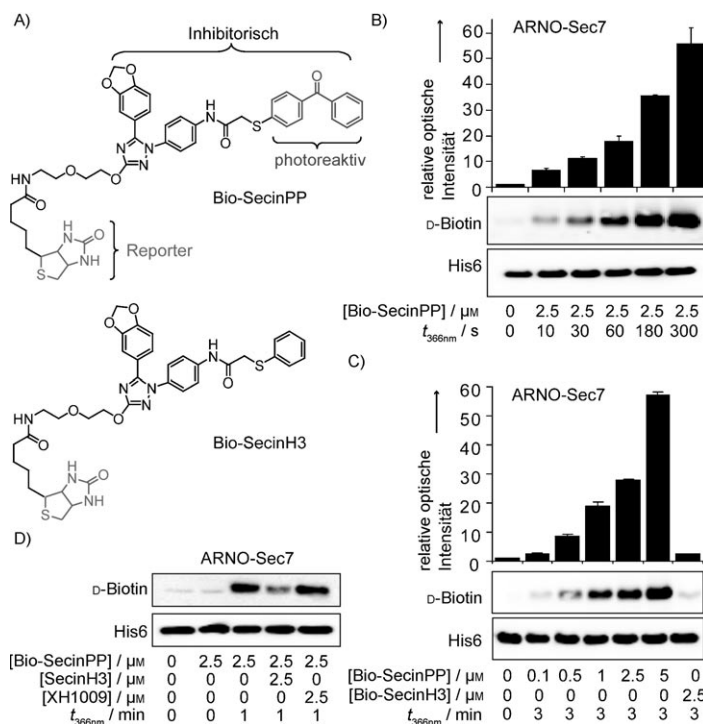 A)
Inhibitorisch
O
O
H
N
O
S
O
N
N
N
photoreaktiv
HN
O
O
O
Bio-SecinPP
H
N
O
NH
S
Reporter
O
O
H
N
O
S
N
N
N
HN
O
O
O
Bio-SecinH3
H
N
O
NH
S
B)
ARNO-Sec7
relative optische
Intensität
60
50
40
30
20
10
0
D-Biotin
His6
[Bio-SecinPP] / µM 0 2.5 2.5 2.5 2.5 2.5
t366nm / s 0 10 30 60 180 300
C)
ARNO-Sec7
relative optische
Intensität
60
50
40
30
20
10
0
D-Biotin
His6
[Bio-SecinPP] / µM 0 0.1 0.5 1 2.5 5 0
[Bio-SecinH3] / µM 0 0 0 0 0 0 2.5
t366nm / min 3 3 3 3 3 3 3
D)
ARNO-Sec7
D-Biotin
His6
[Bio-SecinPP] / µM 0 2.5 2.5 2.5 2.5
[SecinH3] / µM 0 0 0 2.5 0
[XH1009] / µM 0 0 0 0 2.5
t366nm / min 0 0 1 1 1